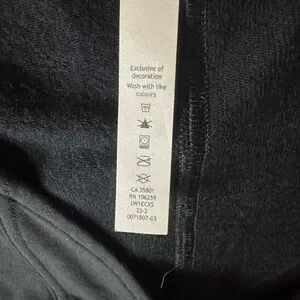 Exclusive of
decoration
Wash with like
colours
CA 35801
RN 106259
LW1ECXS
23-2
0071807-03